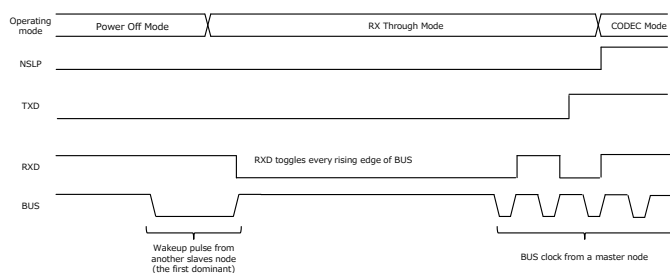 Operating
mode
Power Off Mode
RX Through Mode
CODEC Mode
NSLP
TXD
RXD
RXD toggles every rising edge of BUS
BUS
Wakeup pulse from
another slaves node
(the first dominant)
BUS clock from a master node